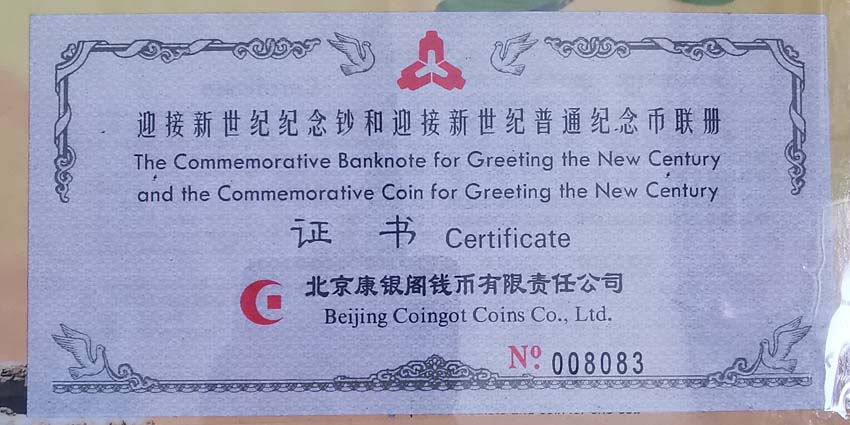 迎接新世纪纪念钞和迎接新世纪普通纪念币联册
The Commemorative Banknote for Greeting the New Century
and the Commemorative Coin for Greeting the New Century
证 书 Certificate
北京康银阁钱币有限责任公司
Beijing Coingot Coins Co., Ltd.
Nº 008083